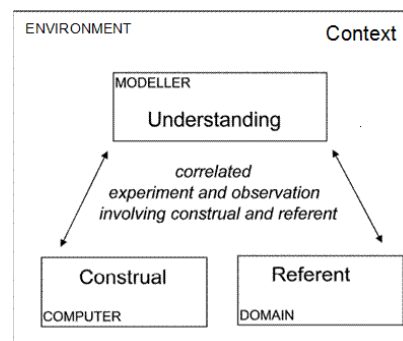 ENVIRONMENT
Context
MODELLER
Understanding
correlated
experiment and observation
involving construal and referent
Construal
COMPUTER
Referent
DOMAIN